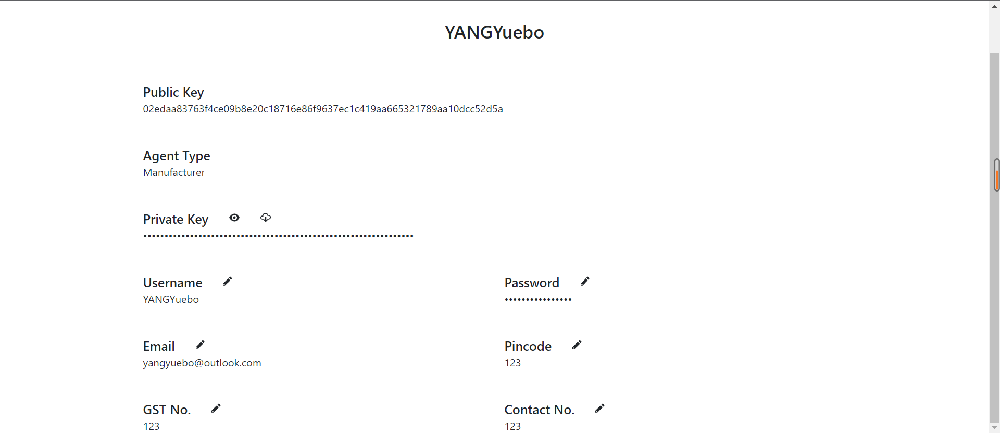 YANGYuebo
Public Key
02edaa83763f4ce09b8e20c18716e86f9637ec1c419aa665321789aa10dcc52d5a
Agent Type
Manufacturer
Private Key
••••••••••••••••••••••••••••••••••••••••••••••••••••••••••••••••
Username
YANGYuebo
Password
••••••••••••••••
Email
yangyuebo@outlook.com
Pincode
123
GST No.
123
Contact No.
123